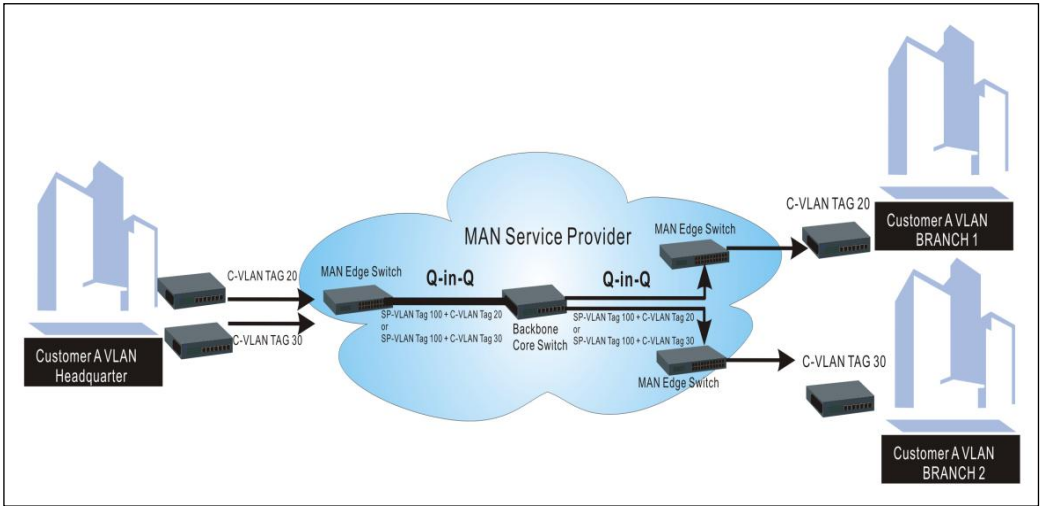 C-VLAN TAG 20
C-VLAN TAG 30
Customer A VLAN
Headquarter
MAN Service Provider
MAN Edge Switch
Q-in-Q
SP-VLAN Tag 100 + C-VLAN Tag 20
or
SP-VLAN Tag 100 + C-VLAN Tag 30
Backbone
Core Switch
Q-in-Q
SP-VLAN Tag 100 + C-VLAN Tag 20
or
SP-VLAN Tag 100 + C-VLAN Tag 30
MAN Edge Switch
MAN Edge Switch
C-VLAN TAG 20
Customer A VLAN
BRANCH 1
C-VLAN TAG 30
Customer A VLAN
BRANCH 2